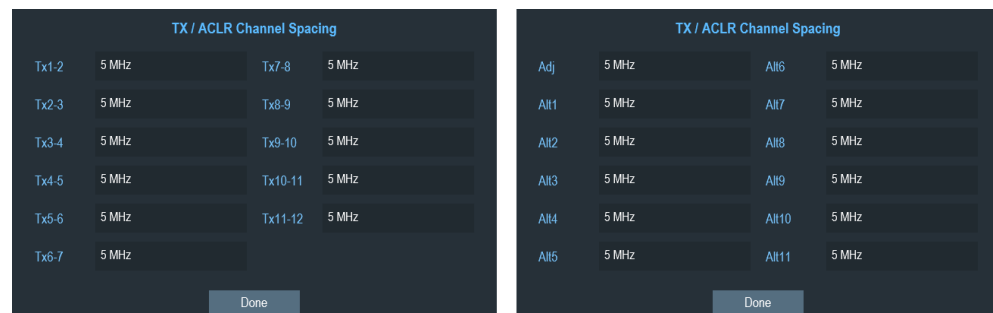 TX / ACLR Channel Spacing
Tx1-2 5 MHz Tx7-8 5 MHz
Tx2-3 5 MHz Tx8-9 5 MHz
Tx3-4 5 MHz Tx9-10 5 MHz
Tx4-5 5 MHz Tx10-11 5 MHz
Tx5-6 5 MHz Tx11-12 5 MHz
Tx6-7 5 MHz
Done
TX / ACLR Channel Spacing
Adj 5 MHz Alt6 5 MHz
Alt1 5 MHz Alt7 5 MHz
Alt2 5 MHz Alt8 5 MHz
Alt3 5 MHz Alt9 5 MHz
Alt4 5 MHz Alt10 5 MHz
Alt5 5 MHz Alt11 5 MHz
Done